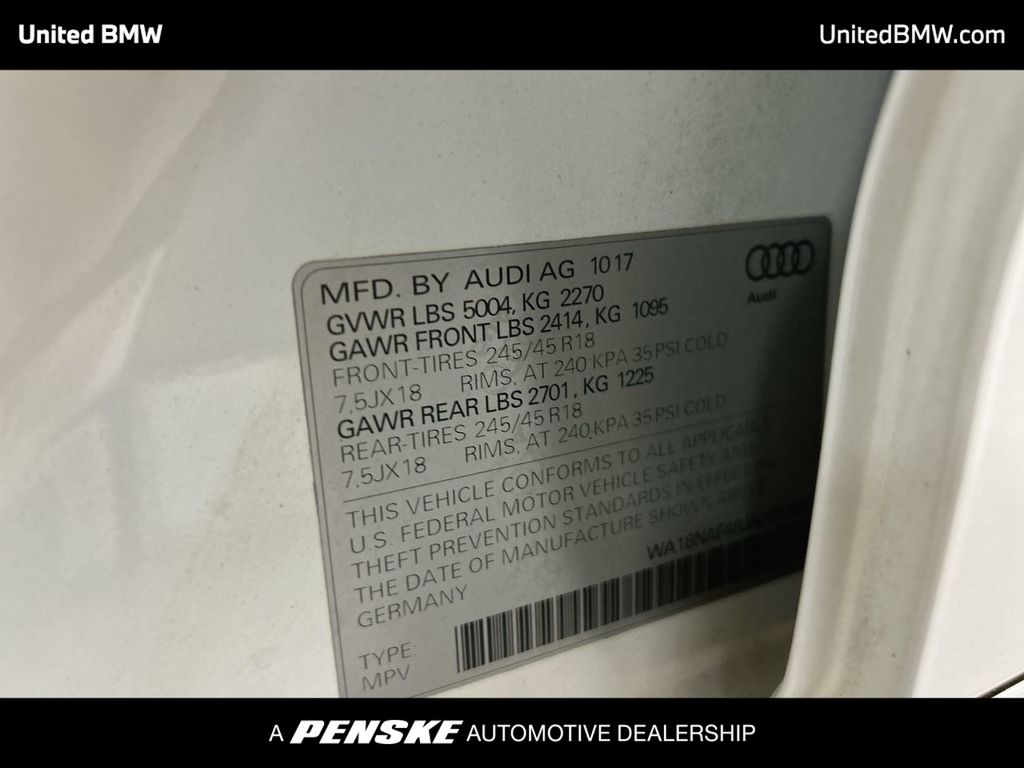 United BMW
UnitedBMW.com
MFD. BY AUDI AG 10 17
Audi
GVWR LBS 5004, KG 2270
GAWR FRONT LBS 2414, KG 1095
FRONT-TIRES 245/45 R18
7,5JX18 RIMS, AT 240 KPA 35 PSI COLD
GAWR REAR LBS 2701, KG 1225
REAR-TIRES 245/45 R18
7,5JX18 RIMS, AT 240 KPA 35 PSI COLD
THIS VEHICLE CONFORMS TO ALL APPLICABLE
U.S. FEDERAL MOTOR VEHICLE SAFETY AND
THEFT PREVENTION STANDARDS IN EFFECT ON
THE DATE OF MANUFACTURE SHOWN ABOVE
GERMANY
TYPE:
MPV
A PENSKE AUTOMOTIVE DEALERSHIP